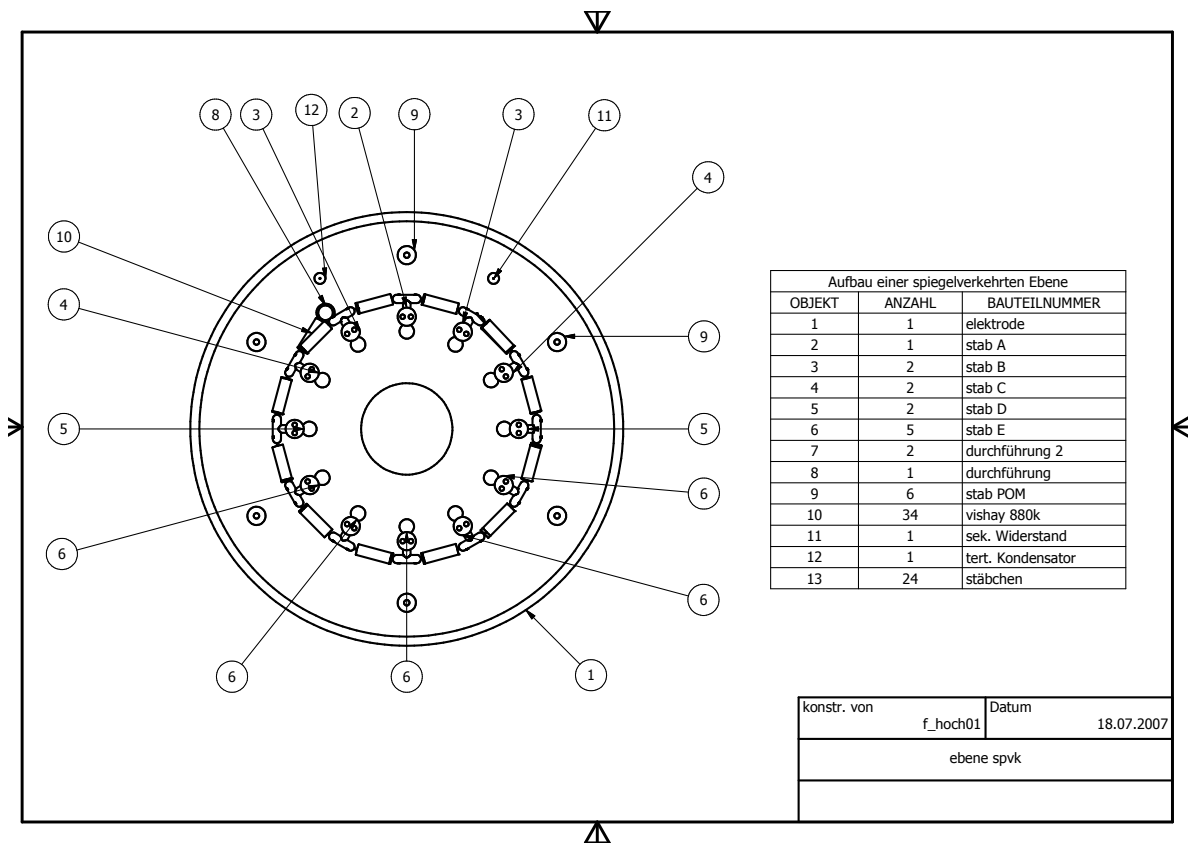 8 3 12 2 9 3 11
4
10
4
9
5 5
6
6
6
6 6
1
Aufbau einer spiegelverkehrten Ebene
OBJEKT ANZAHL BAUTEILNUMMER
1 1 elektrode
2 1 stab A
3 2 stab B
4 2 stab C
5 2 stab D
6 5 stab E
7 2 durchführung 2
8 1 durchführung
9 6 stab POM
10 34 vishay 880k
11 1 sek. Widerstand
12 1 tert. Kondensator
13 24 stäbchen
konstr. von Datum
f_hoch01 18.07.2007
ebene spvk